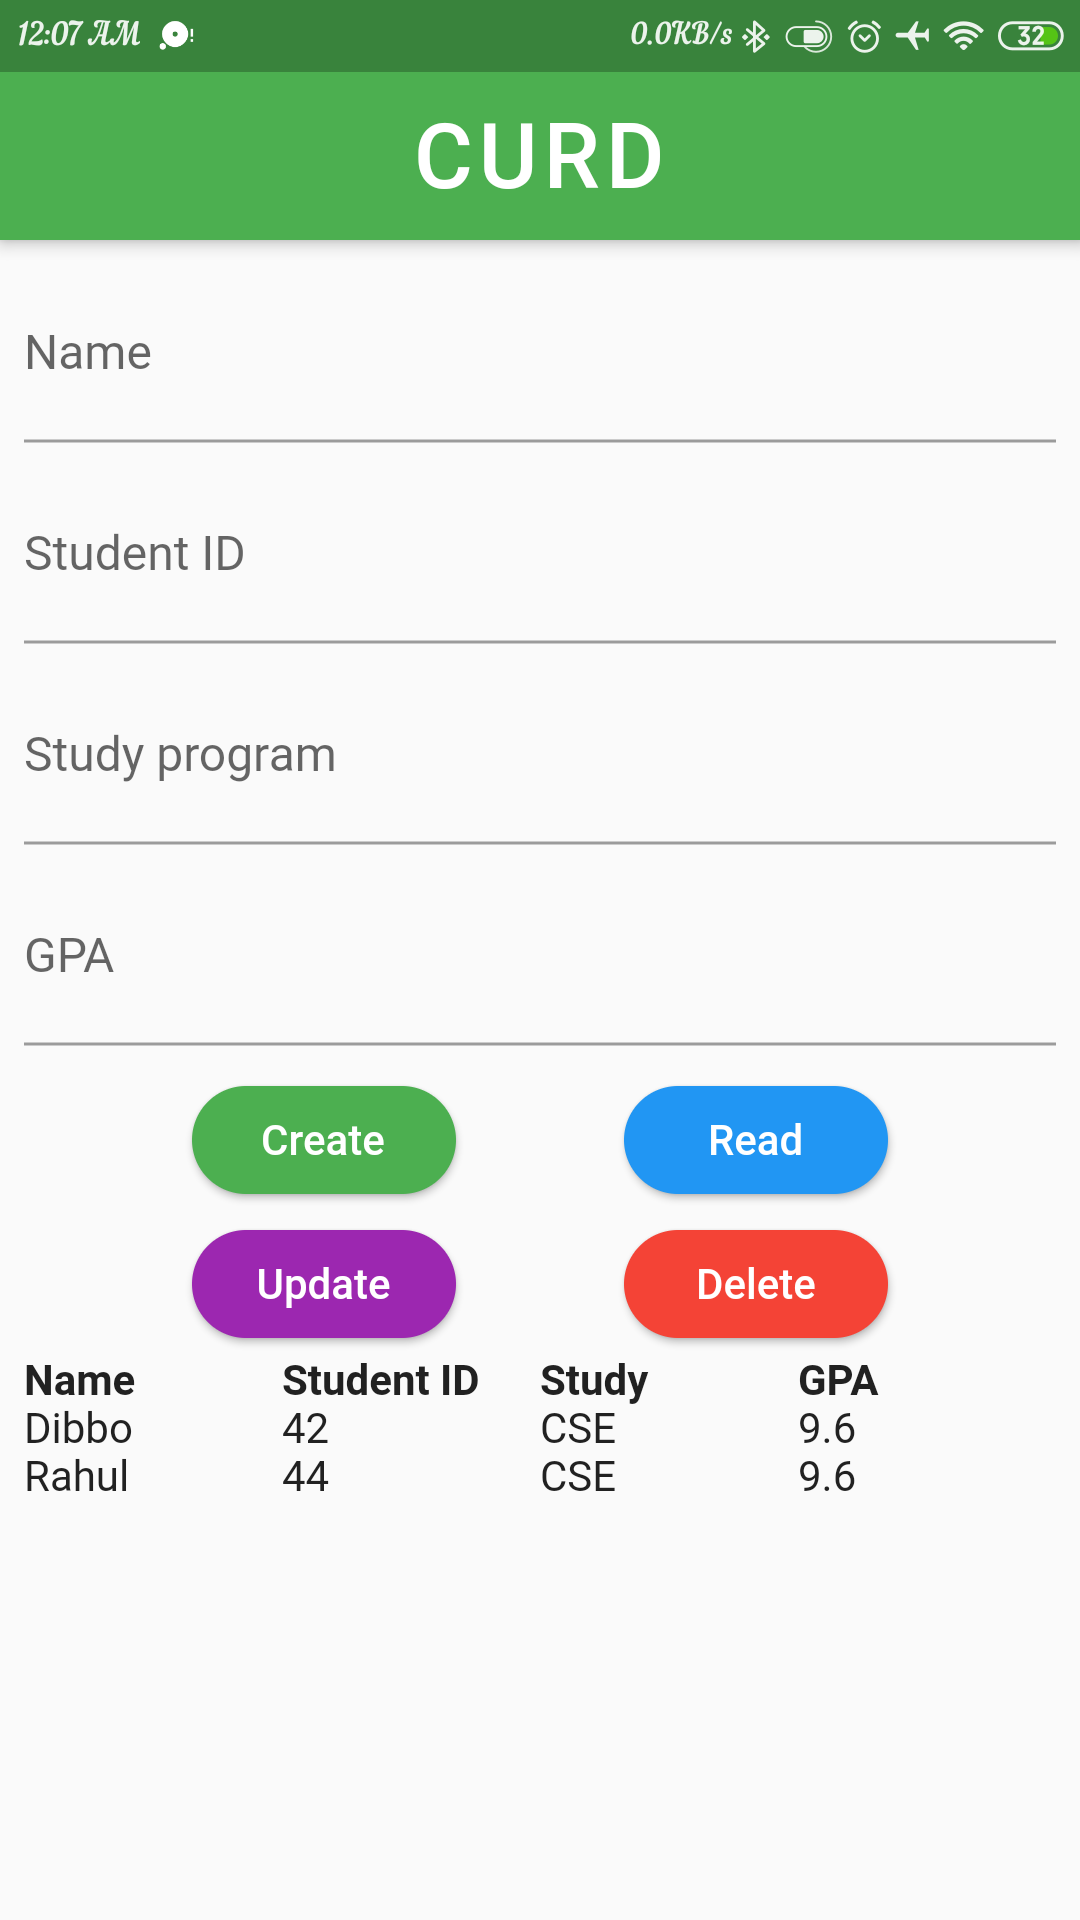 12:07 AM 0.0KB/s 32
CURD
Name
Student ID
Study program
GPA
Create Read
Update Delete
Name Student ID Study GPA
Dibbo 42 CSE 9.6
Rahul 44 CSE 9.6